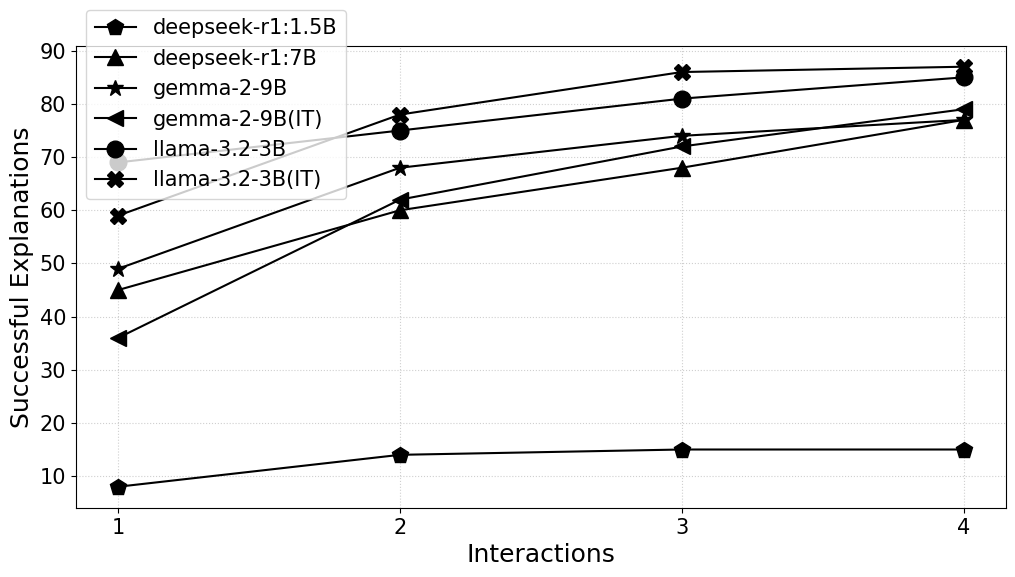 deepseek-r1:1.5B
deepseek-r1:7B
gemma-2-9B
gemma-2-9B(IT)
llama-3.2-3B
llama-3.2-3B(IT)
90
80
70
60
50
40
30
20
10
Successful Explanations
1 2 3 4
Interactions